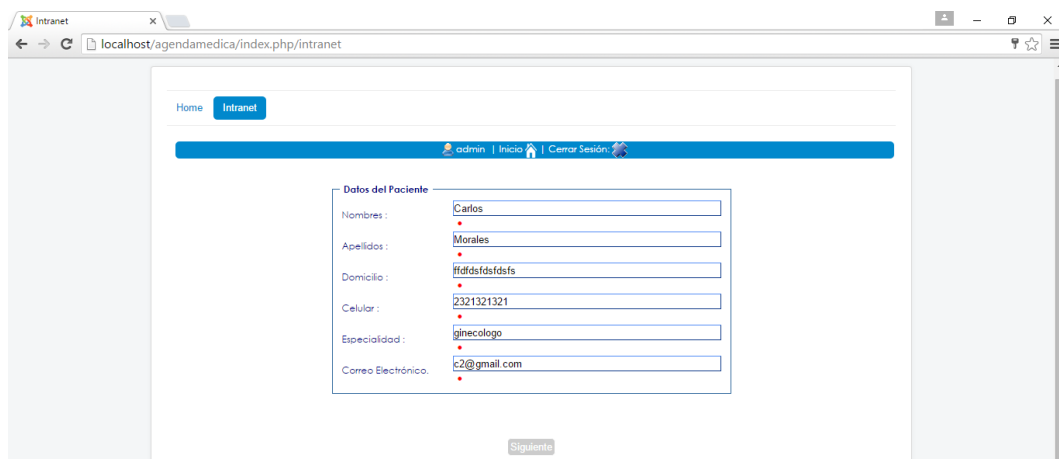 Intranet
localhost/agendamedica/index.php/intranet
Home Intranet
admin | Inicio | Cerrar Sesión:
Datos del Paciente
Nombres : Carlos
Apellidos : Morales
Domicilio : ffdfdsfdsfdsfs
Celular : 2321321321
Especialidad : ginecologo
Correo Electrónico. c2@gmail.com
Siguiente